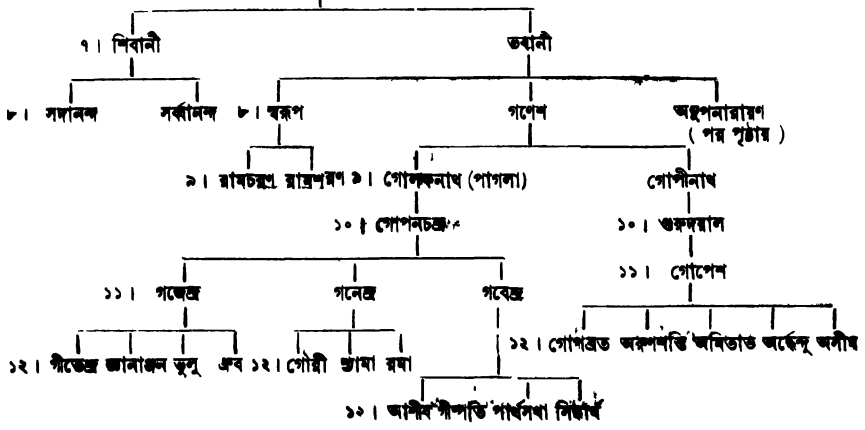 ৭। শিবানী ভবানী
৮। সদানন্দ সর্ব্বানন্দ ৮। স্বরূপ গণেশ অনুপনারায়ণ
( পর পৃষ্ঠায় )
৯। রামচরণ রামশরণ ৯। গোলকনাথ (পাগলা) গোপীনাথ
১০। গোপনচন্দ্র ১০। গুরুদয়াল
১১। গোপেশ
১১। গজেন্দ্র গনেন্দ্র গবেন্দ্র
১২। গোপব্রত অরুপশক্তি অমিতাভ অর্দ্ধেন্দু অসীম
১২। গীতেন্দ্র জ্ঞানাঞ্জন তুলু ধ্রুব ১২। গৌরী শ্যামা রমা
১২। আশীষ গীষ্পতি পার্থসখা সিদ্ধার্থ